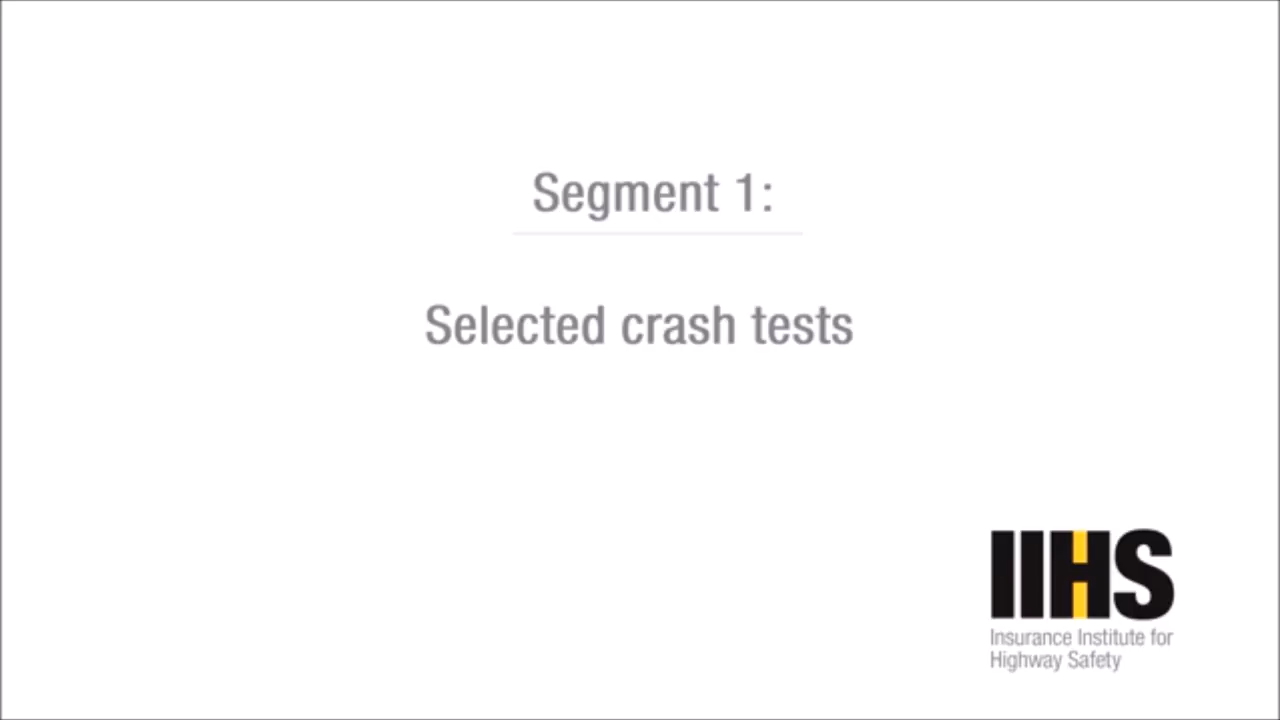 Segment 1:
Selected crash tests
IIHS
Insurance Institute for
Highway Safety